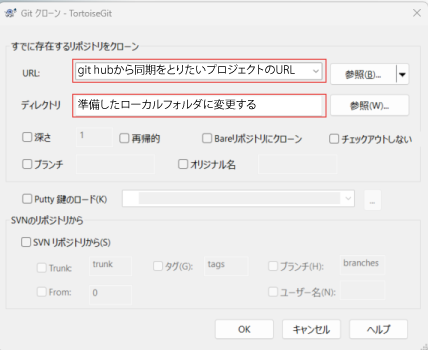 Git クローン - TortoiseGit
すでに存在するリポジトリをクローン
URL: git hubから同期をとりたいプロジェクトのURL 参照(B)...
ディレクトリ 準備したローカルフォルダに変更する 参照(W)...
深さ 1 再帰的 Bareリポジトリにクローン チェックアウトしない
ブランチ オリジナル名
Putty 鍵のロード(K) ...
SVNのリポジトリから
SVN リポジトリから(S)
Trunk: trunk タグ(G): tags ブランチ(H): branches
From: 0 ユーザー名(N):
OK キャンセル ヘルプ